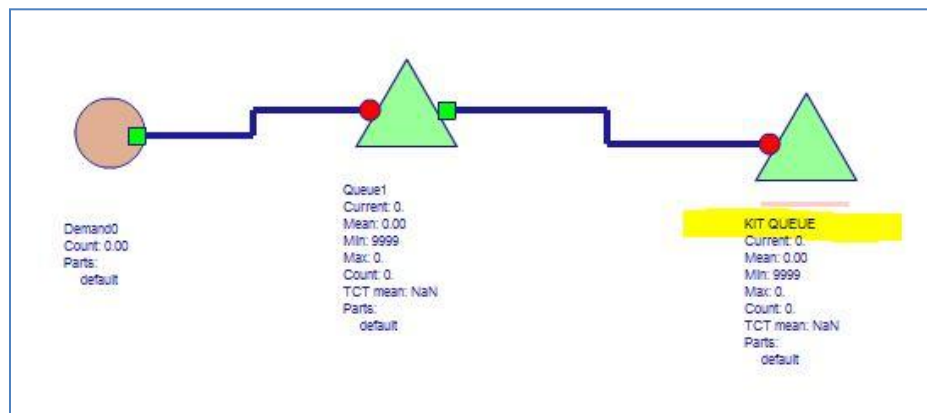 Demand0
Count: 0.00
Parts:
default
Queue1
Current: 0.
Mean: 0.00
Min: 9999
Max: 0.
Count: 0.
TCT mean: NaN
Parts:
default
KIT QUEUE
Current: 0.
Mean: 0.00
Min: 9999
Max: 0.
Count: 0.
TCT mean: NaN
Parts:
default